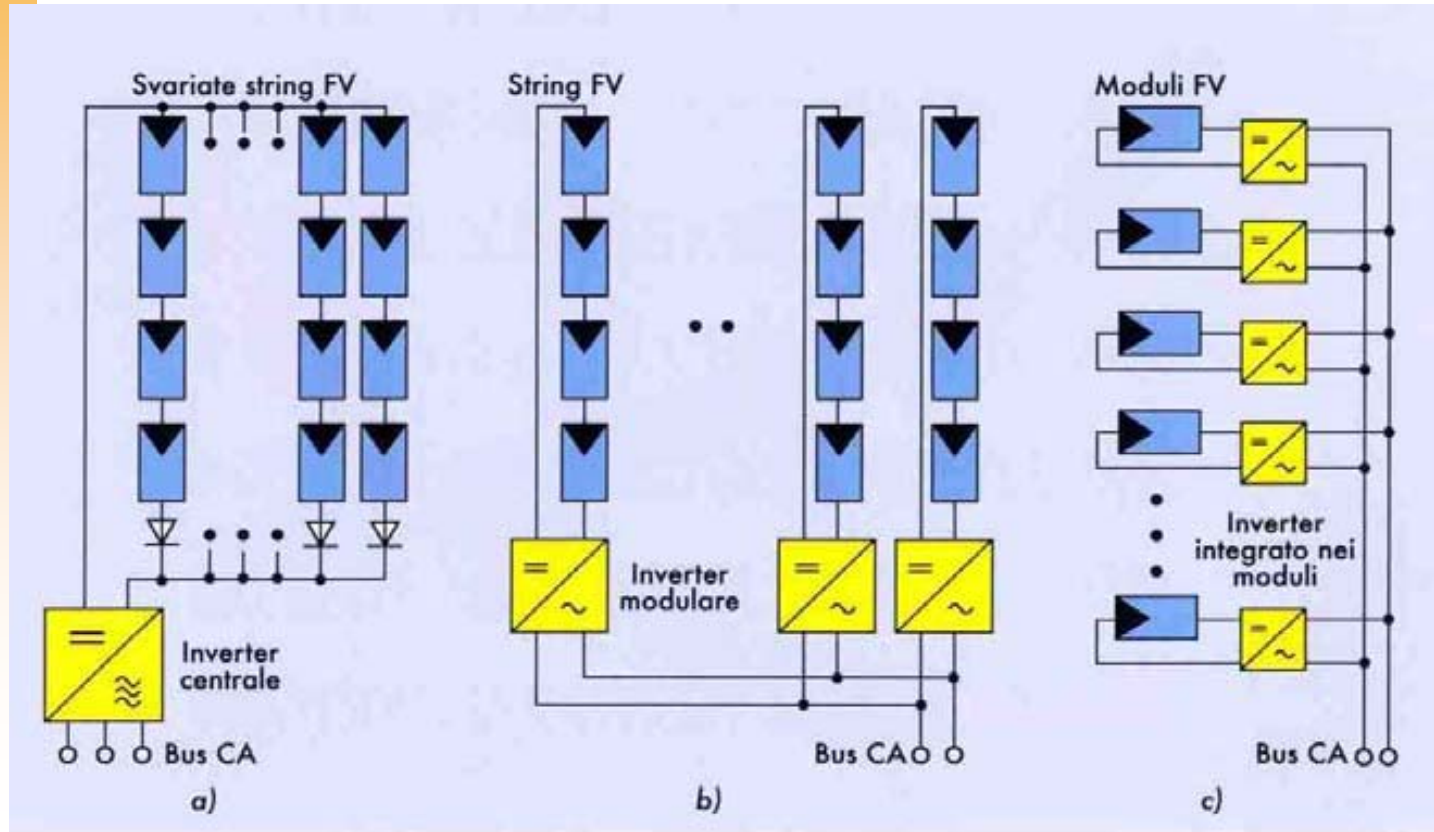 Svariate string FV
Inverter
centrale
Bus CA
a)
String FV
Inverter
modulare
Bus CA
b)
Moduli FV
Inverter
integrato nei
moduli
Bus CA
c)